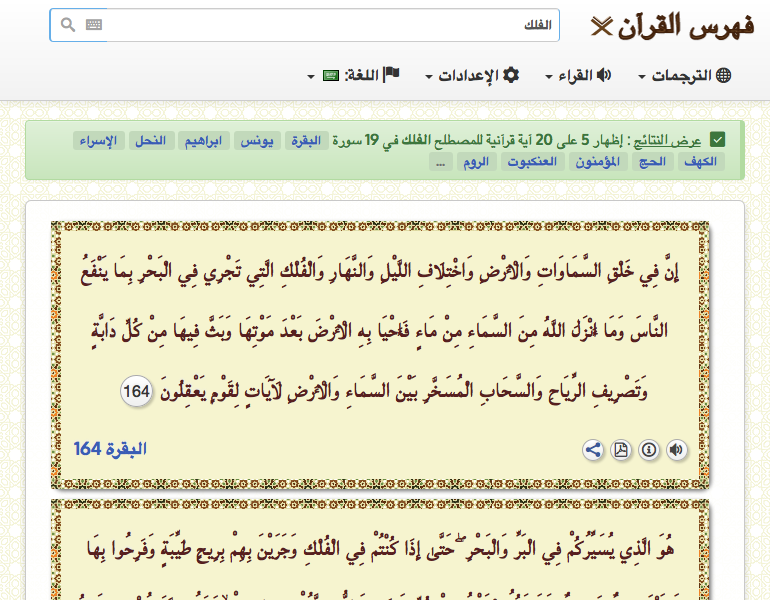 فهرس القرآن
الفلك
الترجمات القراء الإعدادات اللغة:
عرض النتائج : إظهار 5 على 20 آية قرآنية للمصطلح الفلك في 19 سورة البقرة يونس ابراهيم النحل الإسراء
الكهف الحج المؤمنون العنكبوت الروم ...
إِنَّ فِي خَلْقِ السَّمَاوَاتِ وَالْأَرْضِ وَاخْتِلَافِ اللَّيْلِ وَالنَّهَارِ وَالْفُلْكِ الَّتِي تَجْرِي فِي الْبَحْرِ بِمَا يَنْفَعُ
النَّاسَ وَمَا أَنْزَلَ اللَّهُ مِنَ السَّمَاءِ مِنْ مَاءٍ فَأَحْيَا بِهِ الْأَرْضَ بَعْدَ مَوْتِهَا وَبَثَّ فِيهَا مِنْ كُلِّ دَابَّةٍ
وَتَصْرِيفِ الرِّيَاحِ وَالسَّحَابِ الْمُسَخَّرِ بَيْنَ السَّمَاءِ وَالْأَرْضِ لَآيَاتٍ لِقَوْمٍ يَعْقِلُونَ 164
البقرة 164
هُوَ الَّذِي يُسَيِّرُكُمْ فِي الْبَرِّ وَالْبَحْرِ ۖ حَتَّىٰ إِذَا كُنْتُمْ فِي الْفُلْكِ وَجَرَيْنَ بِهِمْ بِرِيحٍ طَيِّبَةٍ وَفَرِحُوا بِهَا